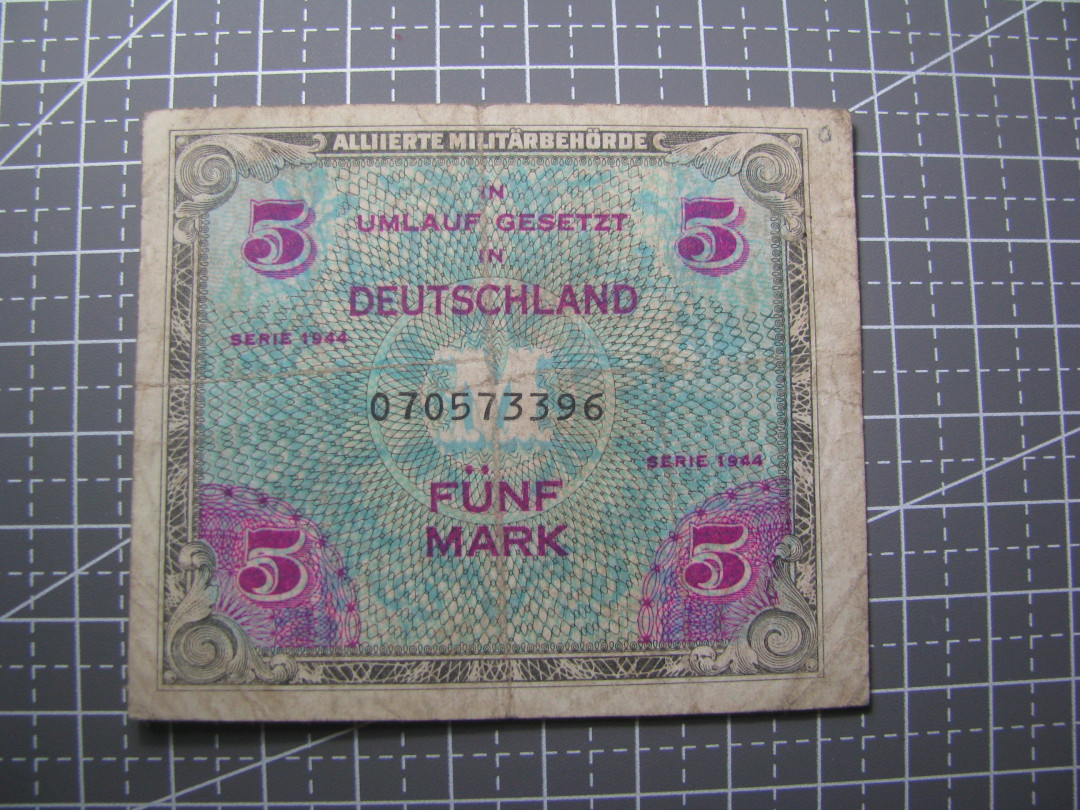 ALLIIERTE MILITÄRBEHÖRDE
IN
UMLAUF GESETZT
5 5
IN
DEUTSCHLAND
SERIE 1944
M
070573396
SERIE 1944
FÜNF
MARK
5 5